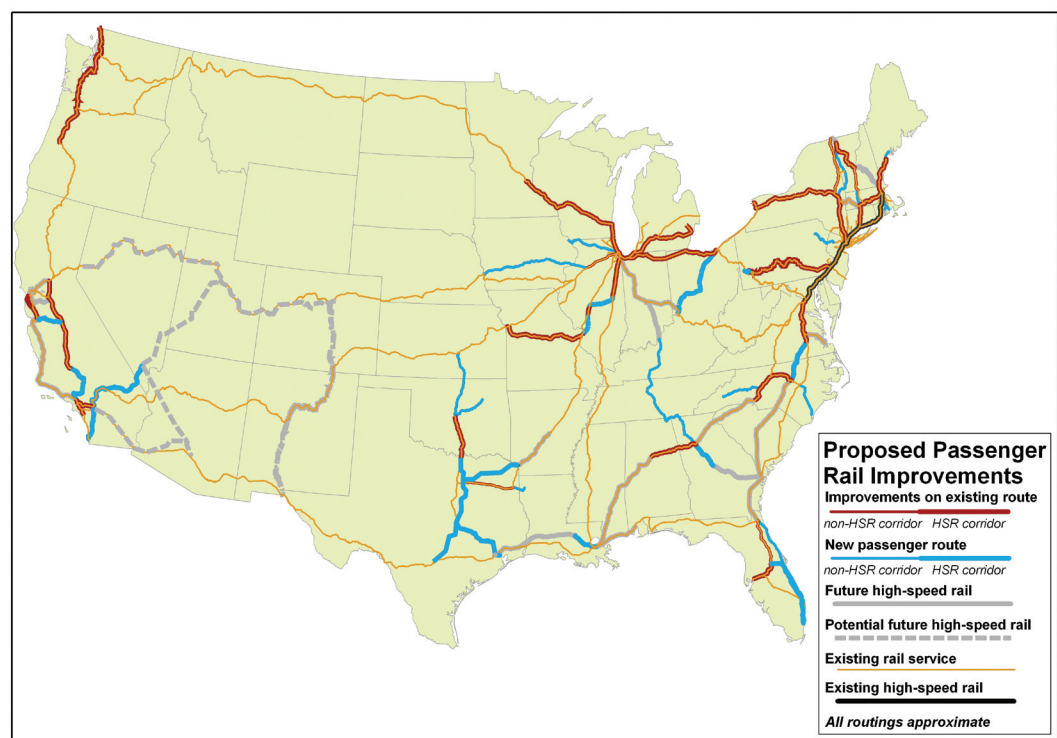 Proposed Passenger
Rail Improvements
Improvements on existing route
non-HSR corridor HSR corridor
New passenger route
non-HSR corridor HSR corridor
Future high-speed rail
Potential future high-speed rail
Existing rail service
Existing high-speed rail
All routings approximate